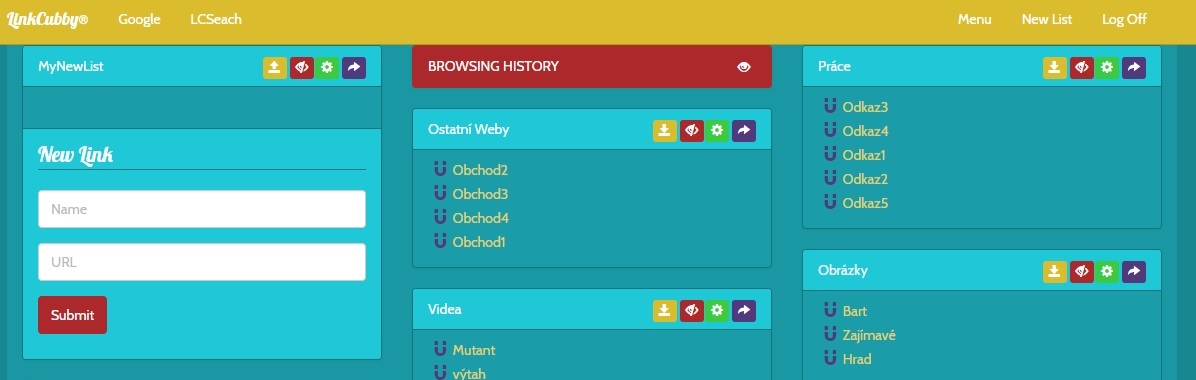 LinkCubby® Google LCSeach Menu New List Log Off
MyNewList
New Link
Name
URL
Submit
BROWSING HISTORY
Ostatní Weby
Obchod2
Obchod3
Obchod4
Obchod1
Videa
Mutant
výtah
Práce
Odkaz3
Odkaz4
Odkaz1
Odkaz2
Odkaz5
Obrázky
Bart
Zajímavé
Hrad